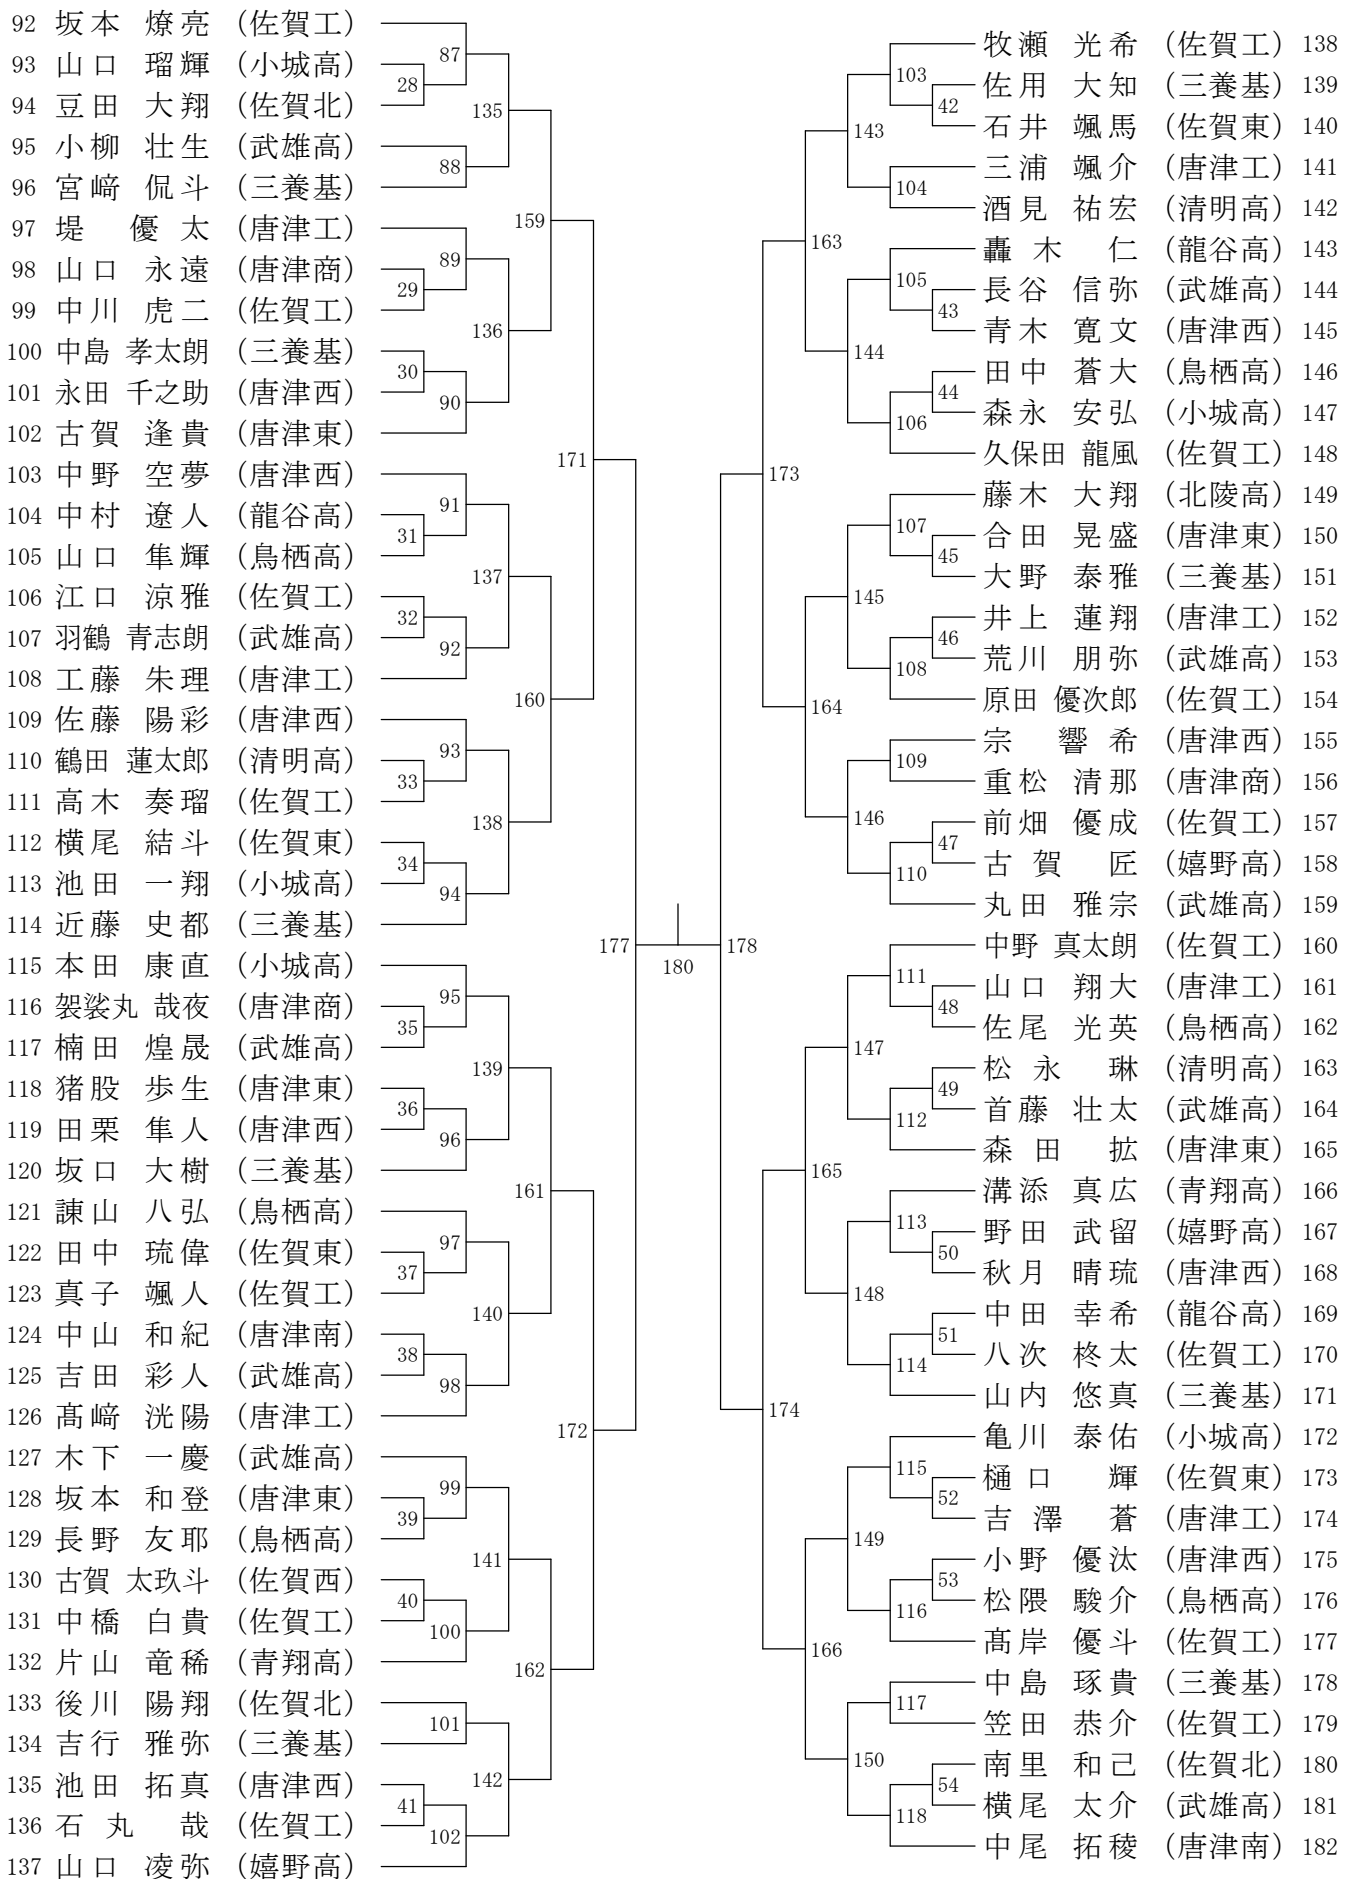 92 坂本 燎亮 (佐賀工)
93 山口 瑠輝 (小城高)
94 豆田 大翔 (佐賀北)
95 小柳 壮生 (武雄高)
96 宮﨑 侃斗 (三養基)
97 堤 優太 (唐津工)
98 山口 永遠 (唐津商)
99 中川 虎二 (佐賀工)
100 中島 孝太朗 (三養基)
101 永田 千之助 (唐津西)
102 古賀 逢貴 (唐津東)
103 中野 空夢 (唐津西)
104 中村 遼人 (龍谷高)
105 山口 隼輝 (鳥栖高)
106 江口 涼雅 (佐賀工)
107 羽鶴 青志朗 (武雄高)
108 工藤 朱理 (唐津工)
109 佐藤 陽彩 (唐津西)
110 鶴田 蓮太郎 (清明高)
111 高木 奏瑠 (佐賀工)
112 横尾 結斗 (佐賀東)
113 池田 一翔 (小城高)
114 近藤 史都 (三養基)
115 本田 康直 (小城高)
116 袈裟丸 哉夜 (唐津商)
117 楠田 煌晟 (武雄高)
118 猪股 歩生 (唐津東)
119 田栗 隼人 (唐津西)
120 坂口 大樹 (三養基)
121 諫山 八弘 (鳥栖高)
122 田中 琉偉 (佐賀東)
123 真子 颯人 (佐賀工)
124 中山 和紀 (唐津南)
125 吉田 彩人 (武雄高)
126 髙﨑 洸陽 (唐津工)
127 木下 一慶 (武雄高)
128 坂本 和登 (唐津東)
129 長野 友耶 (鳥栖高)
130 古賀 太玖斗 (佐賀西)
131 中橋 白貴 (佐賀工)
132 片山 竜稀 (青翔高)
133 後川 陽翔 (佐賀北)
134 吉行 雅弥 (三養基)
135 池田 拓真 (唐津西)
136 石丸 哉 (佐賀工)
137 山口 凌弥 (嬉野高)
28
29
30
31
32
33
34
35
36
37
38
39
40
41
87
88
89
90
91
92
93
94
95
96
97
98
99
100
101
102
135
136
137
138
139
140
141
142
159
160
161
162
171
172
177
180
178
173
174
163
164
165
166
143
144
145
146
147
148
149
150
103
104
105
106
107
108
109
110
111
112
113
114
115
116
117
118
42
43
44
45
46
47
48
49
50
51
52
53
54
牧瀬 光希 (佐賀工) 138
佐用 大知 (三養基) 139
石井 颯馬 (佐賀東) 140
三浦 颯介 (唐津工) 141
酒見 祐宏 (清明高) 142
轟木 仁 (龍谷高) 143
長谷 信弥 (武雄高) 144
青木 寛文 (唐津西) 145
田中 蒼大 (鳥栖高) 146
森永 安弘 (小城高) 147
久保田 龍風 (佐賀工) 148
藤木 大翔 (北陵高) 149
合田 晃盛 (唐津東) 150
大野 泰雅 (三養基) 151
井上 蓮翔 (唐津工) 152
荒川 朋弥 (武雄高) 153
原田 優次郎 (佐賀工) 154
宗 響希 (唐津西) 155
重松 清那 (唐津商) 156
前畑 優成 (佐賀工) 157
古賀 匠 (嬉野高) 158
丸田 雅宗 (武雄高) 159
中野 真太朗 (佐賀工) 160
山口 翔大 (唐津工) 161
佐尾 光英 (鳥栖高) 162
松永 琳 (清明高) 163
首藤 壮太 (武雄高) 164
森田 拡 (唐津東) 165
溝添 真広 (青翔高) 166
野田 武留 (嬉野高) 167
秋月 晴琉 (唐津西) 168
中田 幸希 (龍谷高) 169
八次 柊太 (佐賀工) 170
山内 悠真 (三養基) 171
亀川 泰佑 (小城高) 172
樋口 輝 (佐賀東) 173
吉澤 蒼 (唐津工) 174
小野 優汰 (唐津西) 175
松隈 駿介 (鳥栖高) 176
髙岸 優斗 (佐賀工) 177
中島 琢貴 (三養基) 178
笠田 恭介 (佐賀工) 179
南里 和己 (佐賀北) 180
横尾 太介 (武雄高) 181
中尾 拓稜 (唐津南) 182